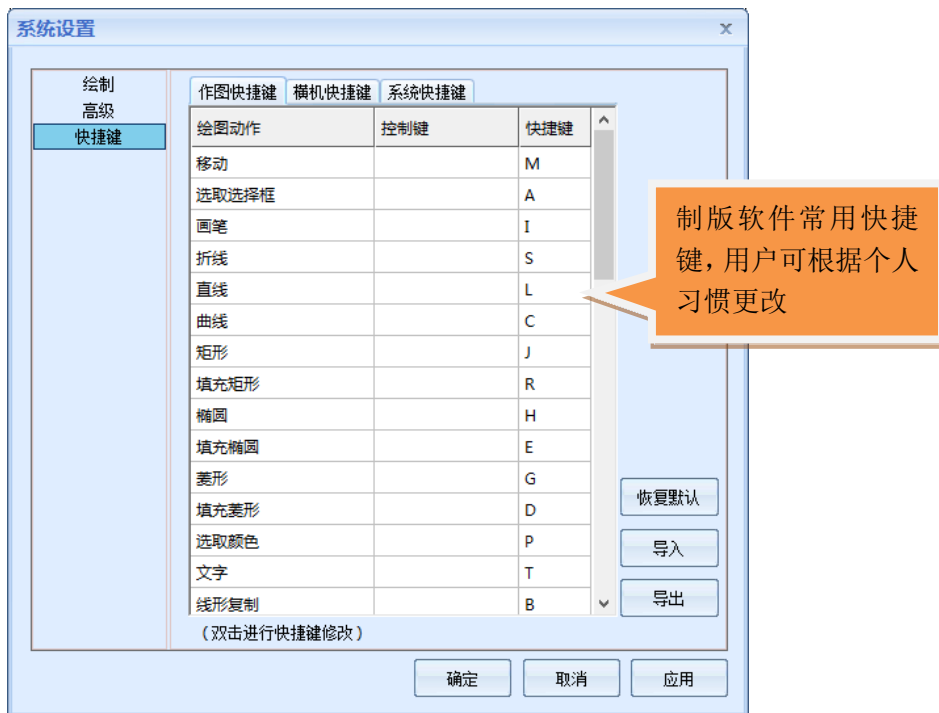 系统设置
绘制
高级
快捷键
作图快捷键 横机快捷键 系统快捷键
绘图动作 控制键 快捷键
移动 M
选取选择框 A
画笔 I
折线 S
直线 L
曲线 C
矩形 J
填充矩形 R
椭圆 H
填充椭圆 E
菱形 G
填充菱形 D
选取颜色 P
文字 T
线形复制 B
（双击进行快捷键修改）
制版软件常用快捷
键，用户可根据个人
习惯更改
恢复默认
导入
导出
确定 取消 应用